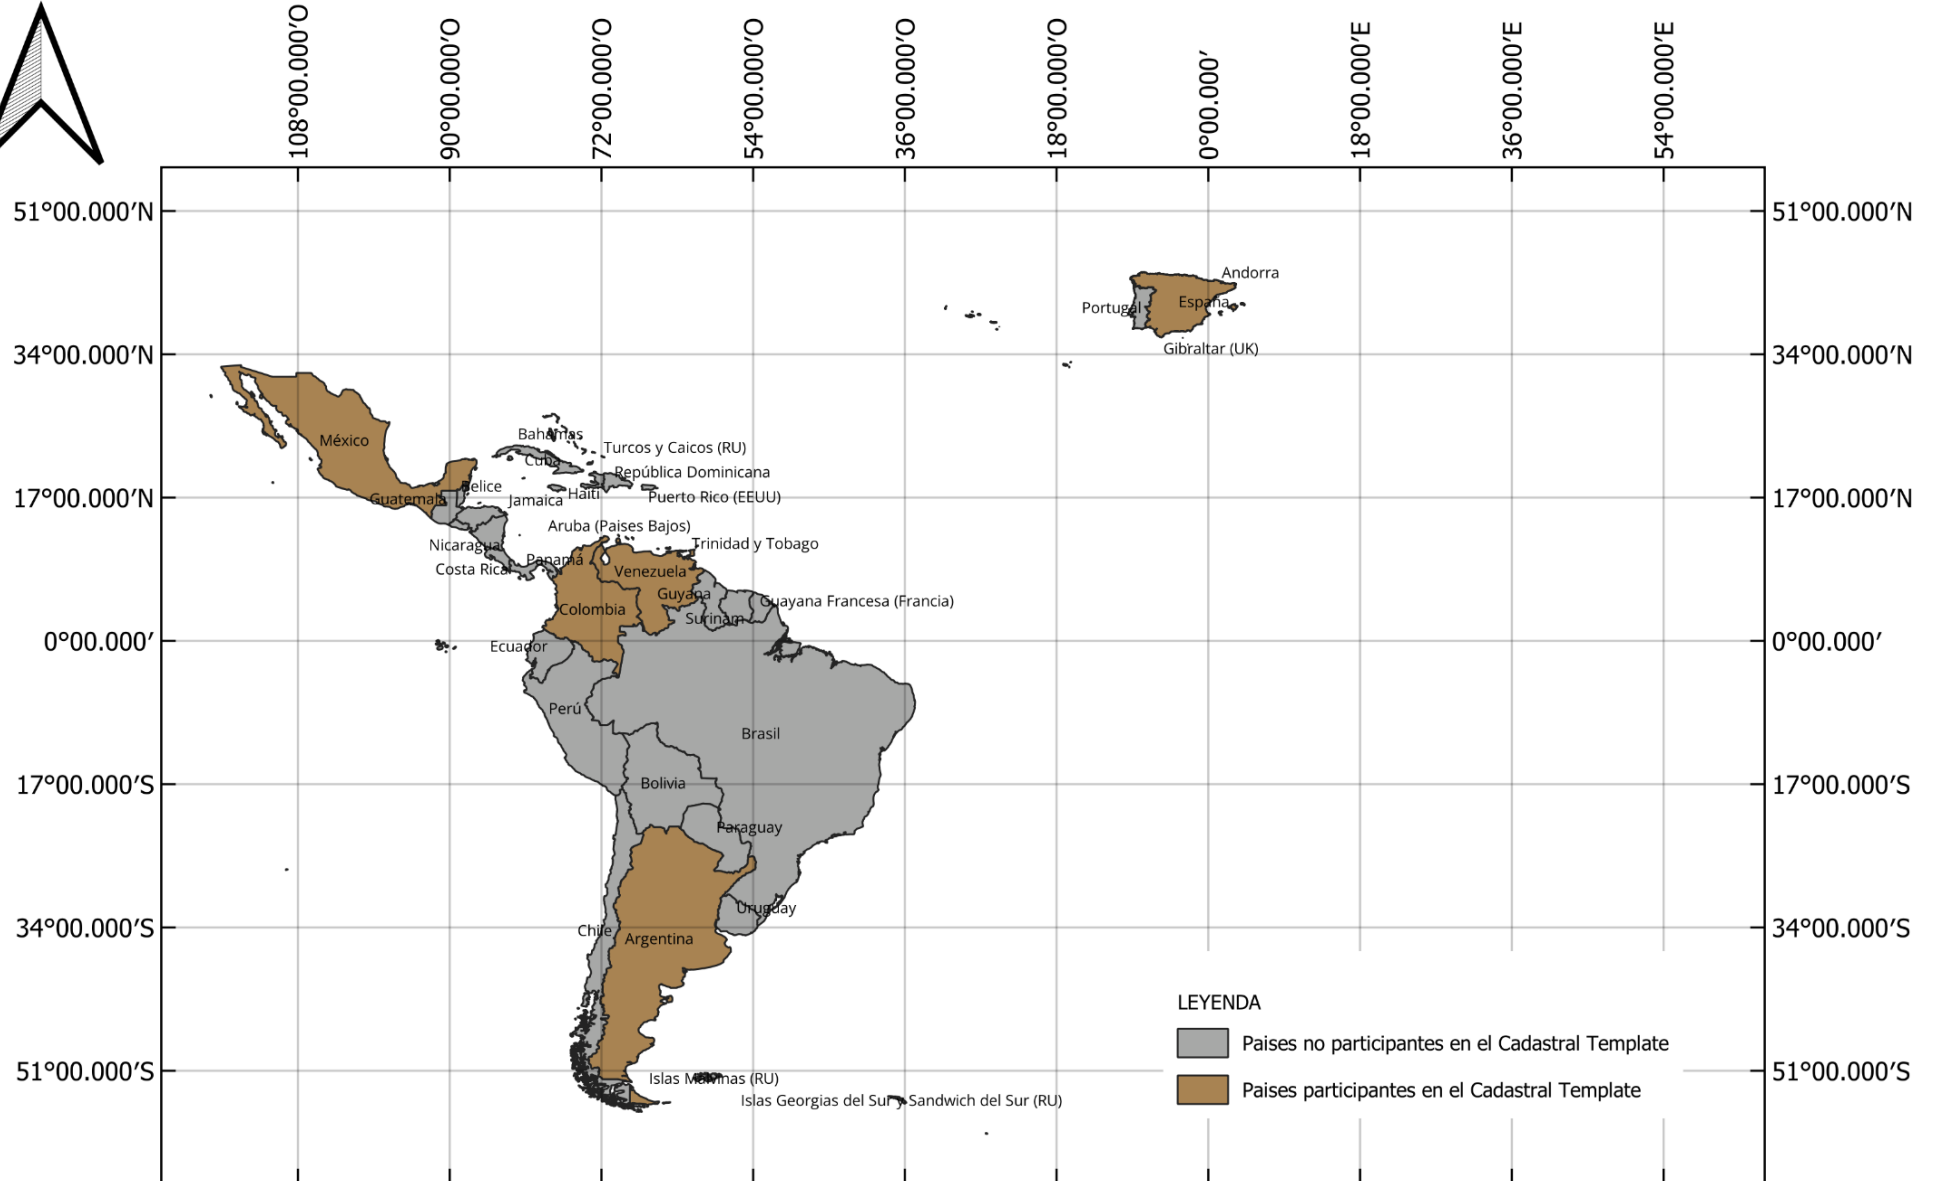 108°00.000′O
90°00.000′O
72°00.000′O
54°00.000′O
36°00.000′O
18°00.000′O
0°00.000′
18°00.000′E
36°00.000′E
54°00.000′E
51°00.000′N
51°00.000′N
Andorra
España
Portugal
Gibraltar (UK)
34°00.000′N
34°00.000′N
México
Bahamas
Turcos y Caicos (RU)
Cuba
República Dominicana
Belice
Haiti
Puerto Rico (EEUU)
Guatemala
Jamaica
17°00.000′N
17°00.000′N
Aruba (Paises Bajos)
Nicaragua
Trinidad y Tobago
Panamá
Costa Rica
Venezuela
Guyana
Guayana Francesa (Francia)
Colombia
Surinam
Ecuador
0°00.000′
0°00.000′
Perú
Brasil
Bolivia
17°00.000′S
17°00.000′S
Paraguay
Uruguay
34°00.000′S
34°00.000′S
Chile
Argentina
LEYENDA
Paises no participantes en el Cadastral Template
51°00.000′S
51°00.000′S
Islas Malvinas (RU)
Paises participantes en el Cadastral Template
Islas Georgias del Sur y Sandwich del Sur (RU)